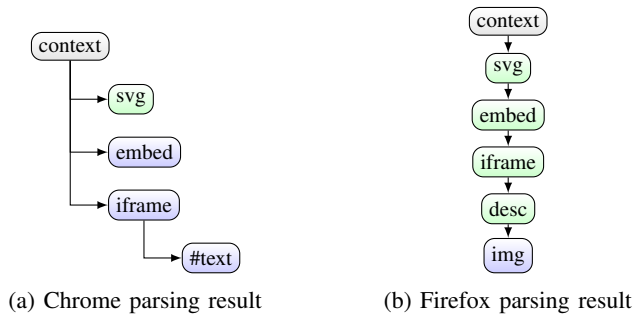 context
svg
embed
iframe
#text
(a) Chrome parsing result
context
svg
embed
iframe
desc
img
(b) Firefox parsing result